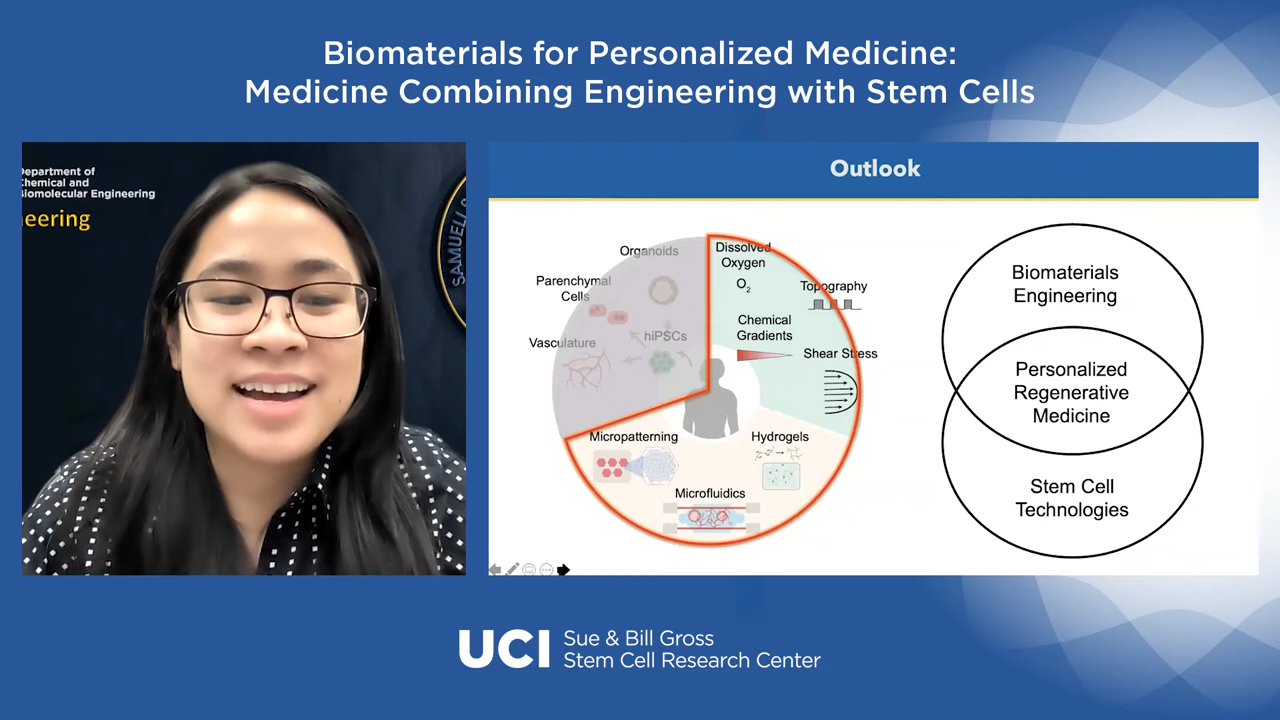 Biomaterials for Personalized Medicine:
Medicine Combining Engineering with Stem Cells
Department of
Chemical and
Biomolecular Engineering
eering
SAMUELI S
Outlook
Organoids
Parenchymal
Cells
Vasculature
hiPSCs
Dissolved
Oxygen
O₂
Topography
Chemical
Gradients
Shear Stress
Micropatterning
Hydrogels
Microfluidics
Biomaterials
Engineering
Personalized
Regenerative
Medicine
Stem Cell
Technologies
UCI
Sue & Bill Gross
Stem Cell Research Center